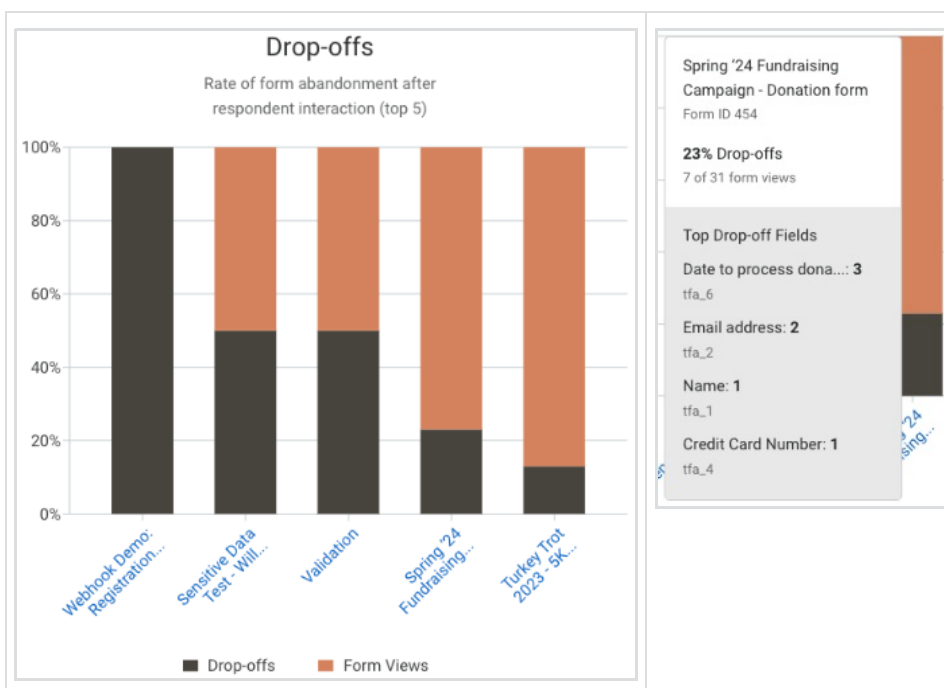 Drop-offs
Rate of form abandonment after
respondent interaction (top 5)
100%
80%
60%
40%
20%
0%
Webhook Demo:
Registration...
Sensitive Data
Test - Will...
Validation
Spring ‘24
Fundraising...
Turkey Trot
2023 - 5K...
Drop-offs
Form Views
Spring ‘24 Fundraising
Campaign - Donation form
Form ID 454
23% Drop-offs
7 of 31 form views
Top Drop-off Fields
Date to process dona...: 3
tfa_6
Email address: 2
tfa_2
Name: 1
tfa_1
Credit Card Number: 1
tfa_4